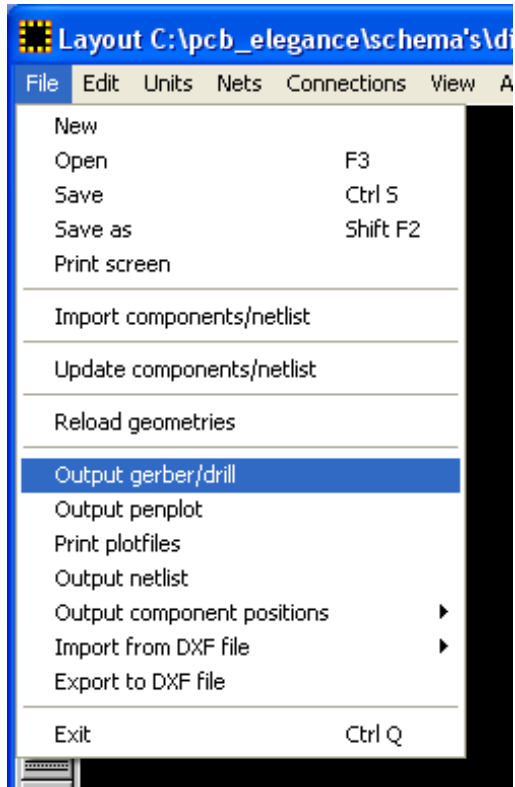 Layout C:\pcb_elegance\schema's\di
File Edit Units Nets Connections View A
New
Open F3
Save Ctrl S
Save as Shift F2
Print screen
Import components/netlist
Update components/netlist
Reload geometries
Output gerber/drill
Output penplot
Print plotfiles
Output netlist
Output component positions
Import from DXF file
Export to DXF file
Exit Ctrl Q